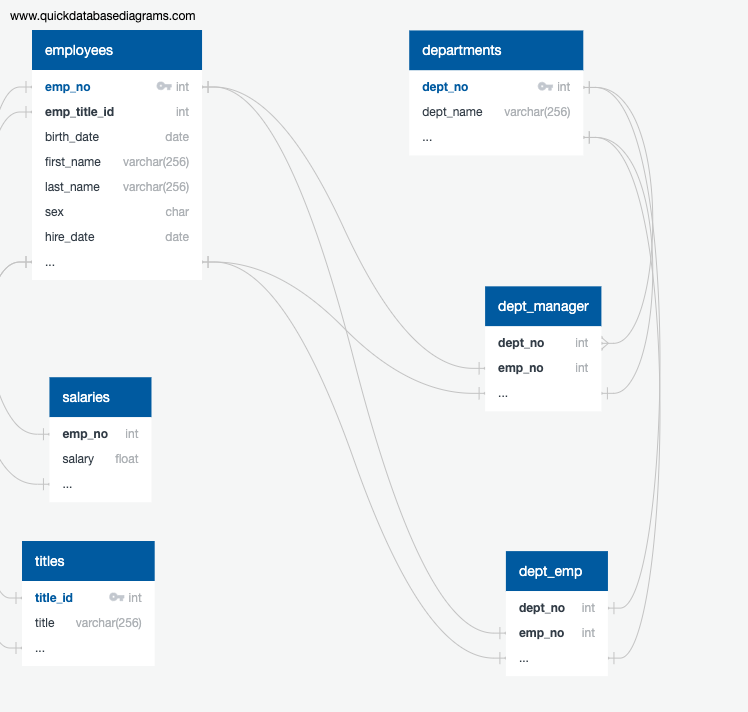 www.quickdatabasediagrams.com
employees
emp_no int
emp_title_id int
birth_date date
first_name varchar(256)
last_name varchar(256)
sex char
hire_date date
...
departments
dept_no int
dept_name varchar(256)
...
dept_manager
dept_no int
emp_no int
...
salaries
emp_no int
salary float
...
titles
title_id int
title varchar(256)
...
dept_emp
dept_no int
emp_no int
...